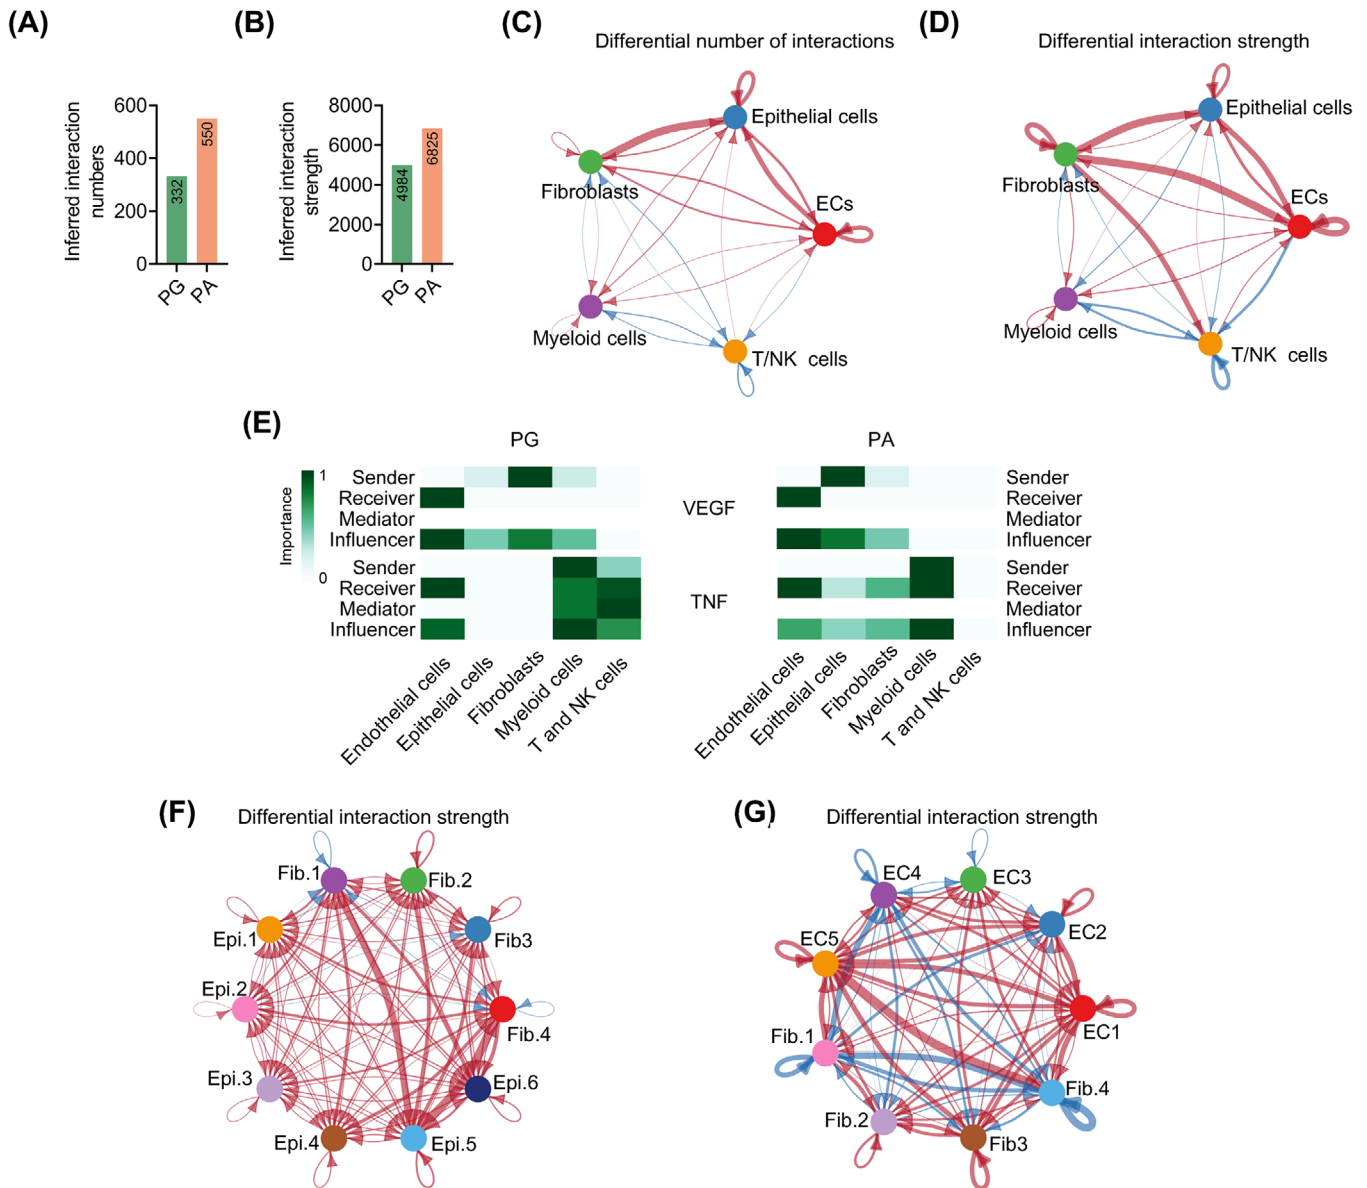 (A)
Inferred interaction
numbers
600
400
200
0
332
550
PG
PA
(B)
Inferred interaction
strength
8000
6000
4000
2000
0
4984
6825
PG
PA
(C)
Differential number of interactions
Epithelial cells
Fibroblasts
ECs
Myeloid cells
T/NK cells
(D)
Differential interaction strength
Epithelial cells
Fibroblasts
ECs
Myeloid cells
T/NK cells
(E)
PG
PA
Importance
1
0
Sender
Receiver
Mediator
Influencer
VEGF
Sender
Receiver
Mediator
Influencer
Sender
Receiver
Mediator
Influencer
TNF
Sender
Receiver
Mediator
Influencer
Endothelial cells
Epithelial cells
Fibroblasts
Myeloid cells
T and NK cells
Endothelial cells
Epithelial cells
Fibroblasts
Myeloid cells
T and NK cells
(F)
Differential interaction strength
Fib.1
Fib.2
Epi.1
Fib3
Epi.2
Fib.4
Epi.3
Epi.6
Epi.4
Epi.5
(G)
Differential interaction strength
EC4
EC3
EC5
EC2
Fib.1
EC1
Fib.2
Fib.4
Fib3